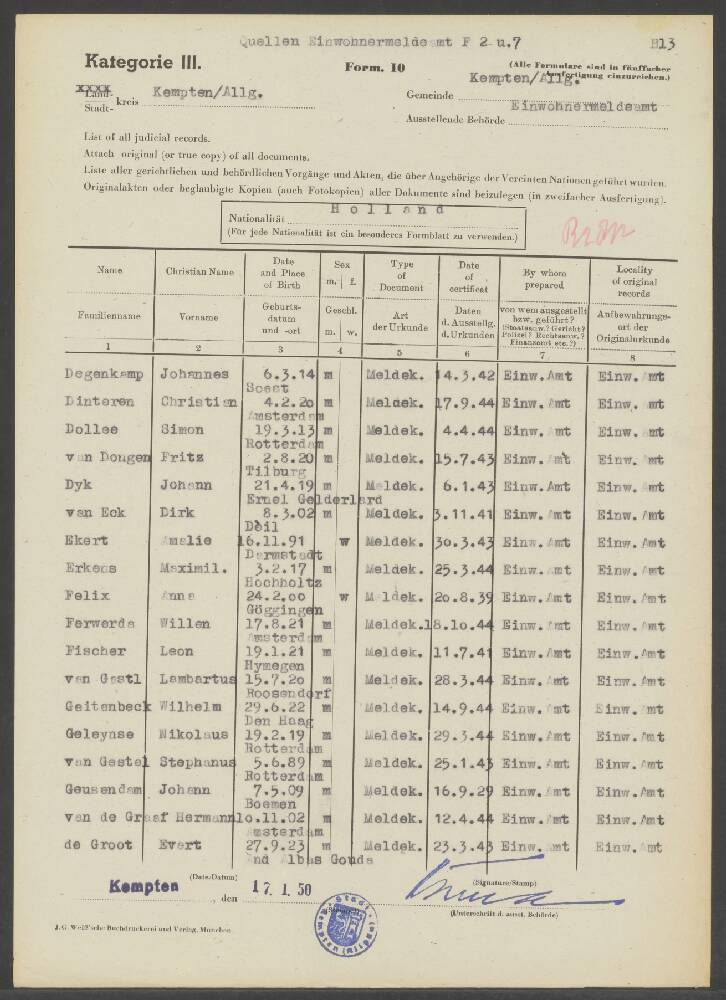 Quellen Einwohnermeldeamt F 2 u.7
H13
Kategorie III.
Form. 10
(Alle Formulare sind in fünffacher
Ausfertigung einzureichen.)
Kempten/Allg.
XXXX
Land-
Stadt- kreis Kempten/Allg.
Gemeinde
Einwohnermeldeamt
Ausstellende Behörde
List of all judicial records.
Attach original (or true copy) of all documents.
Liste aller gerichtlichen und behördlichen Vorgänge und Akten, die über Angehörige der Vereinten Nationen geführt wurden.
Originalakten oder beglaubigte Kopien (auch Fotokopien) aller Dokumente sind beizulegen (in zweifacher Ausfertigung).
Holland
Nationalität
(Für jede Nationalität ist ein besonderes Formblatt zu verwenden.)
Name Christian Name Date and Place of Birth Sex m. f. Type of Document Date of certificat By whom prepared Locality of original records
Familienname Vorname Geburts- datum und -ort Geschl. m. w. Art der Urkunde Daten d. Ausstellg. d. Urkunden von wem ausgestellt bzw. geführt? (Staatsanw.? Gericht? Polizei? Rechtsanw.? Finanzamt etc.?) Aufbewahrungs- ort der Originalurkunde
1 2 3 4 5 6 7 8
Degenkamp Johannes 6.3.14 m Meldek. 14.3.42 Einw.Amt Einw.Amt
Soest
Dinteren Christian 4.2.20 m Meldek. 17.9.44 Einw.Amt Einw.Amt
Amsterdam
Dollee Simon 19.3.13 m Meldek. 4.4.44 Einw.Amt Einw.Amt
Rotterdam
van Dongen Frits 2.8.20 m Meldek. 15.7.43 Einw.Amt Einw.Amt
Tilburg
Dyk Johann 21.4.19 m Meldek. 6.1.43 Einw.Amt Einw.Amt
Ernel Gelderlard
van Eck Dirk 8.3.02 m Meldek. 3.11.41 Einw.Amt Einw.Amt
Deil
Ekert Amalie 16.11.91 w Meldek. 30.3.43 Einw.Amt Einw.Amt
Darmstadt
Erkens Maximil. 3.2.17 m Meldek. 25.3.44 Einw.Amt Einw.Amt
Hochholtz
Felix Anna 24.2.00 w Meldek. 20.8.39 Einw.Amt Einw.Amt
Göggingen
Ferwerda Willen 17.8.21 m Meldek. 18.10.44 Einw.Amt Einw.Amt
Amsterdam
Fischer Leon 19.1.21 m Meldek. 11.7.41 Einw.Amt Einw.Amt
Hymegen
van Gastl Lambartus 15.7.20 m Meldek. 28.3.44 Einw.Amt Einw.Amt
Roosendorf
Geitenbeck Wilhelm 29.6.22 m Meldek. 14.9.44 Einw.Amt Einw.Amt
Den Haag
Geleynse Nikolaus 19.2.19 m Meldek. 29.3.44 Einw.Amt Einw.Amt
Rotterdam
van Gestel Stephanus 5.6.89 m Meldek. 25.1.43 Einw.Amt Einw.Amt
Rotterdam
Geusendam Johann 7.5.09 m Meldek. 16.9.29 Einw.Amt Einw.Amt
Boemen
van de Graaf Hermann 10.11.02 m Meldek. 12.4.44 Einw.Amt Einw.Amt
Amsterdam
de Groot Evert 27.9.23 m Meldek. 23.3.43 Einw.Amt Einw.Amt
And Albas Gouda
Kempten (Date/Datum) , den 17. 1. 50 (Signature/Stamp)
(Unterschrift d. ausst. Behörde)
J. G. Weiß'sche Buchdruckerei und Verlag, München